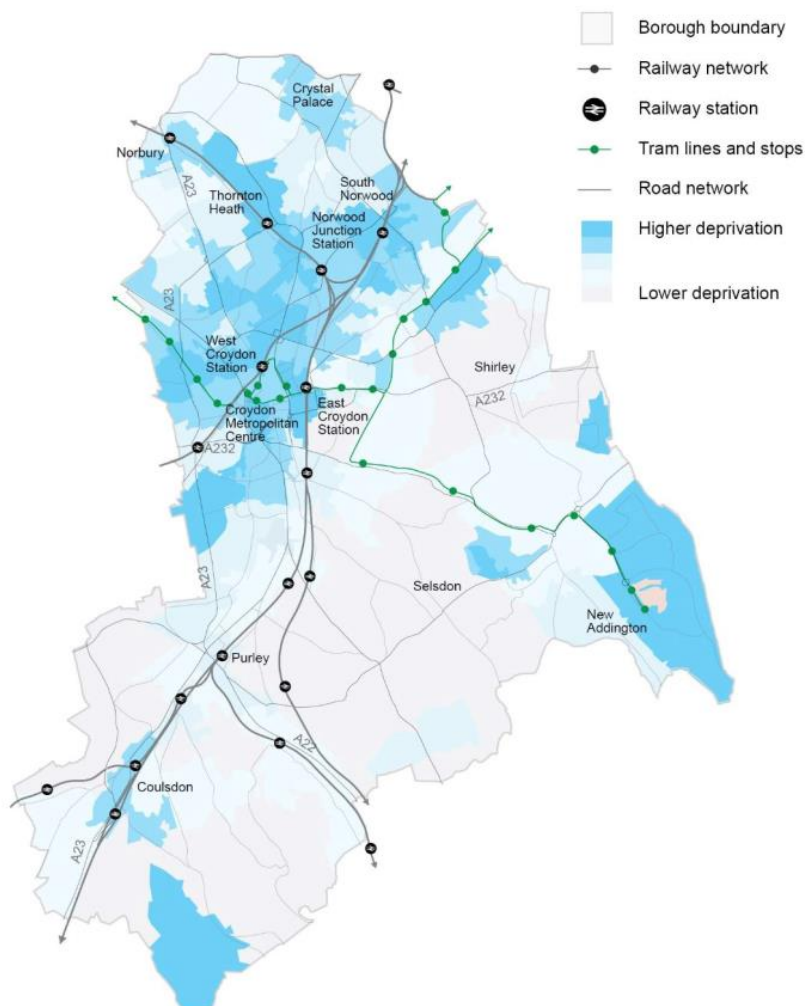 Borough boundary
Railway network
Railway station
Tram lines and stops
Road network
Higher deprivation
Lower deprivation
Crystal
Palace
Norbury
A23
Thornton
Heath
South
Norwood
Norwood
Junction
Station
A23
West
Croydon
Station
Shirley
A232
Croydon
Metropolitan
Centre
East
Croydon
Station
A232
A23
Selsdon
New
Addington
Purley
A22
Coulsdon
A23